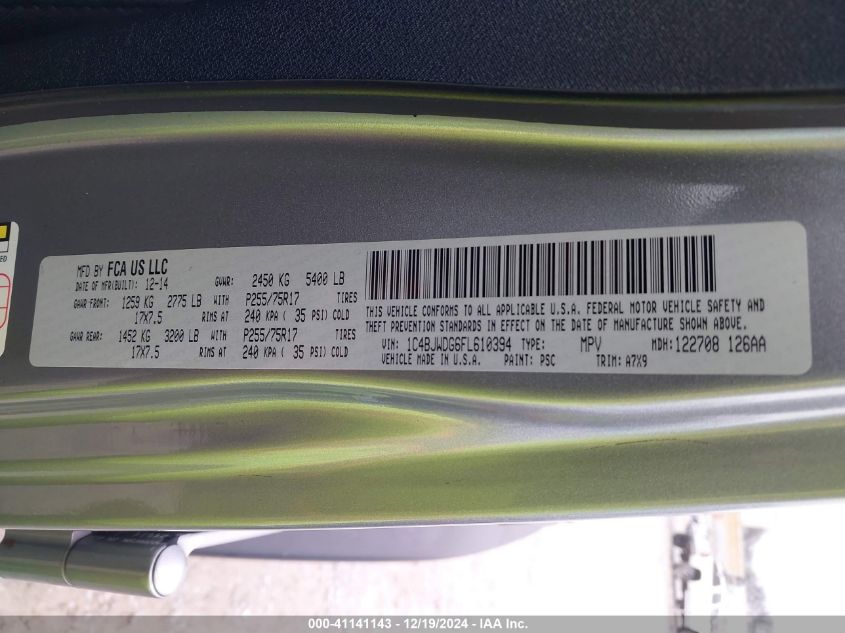 MFD BY FCA US LLC
DATE OF MFR(BUILT): 12-14 GVWR: 2450 KG 5400 LB
GAWR FRONT: 1259 KG 2775 LB WITH P255/75R17 TIRES
17X7.5 RIMS AT 240 KPA ( 35 PSI) COLD
GAWR REAR: 1452 KG 3200 LB WITH P255/75R17 TIRES
17X7.5 RIMS AT 240 KPA ( 35 PSI) COLD
THIS VEHICLE CONFORMS TO ALL APPLICABLE U.S.A. FEDERAL MOTOR VEHICLE SAFETY AND
THEFT PREVENTION STANDARDS IN EFFECT ON THE DATE OF MANUFACTURE SHOWN ABOVE.
VIN: 1C4BJWDG6FL610394 TYPE: MPV MDH: 122708 126AA
VEHICLE MADE IN U.S.A. PAINT: PSC TRIM: A7X9
000-41141143 - 12/19/2024 - IAA Inc.